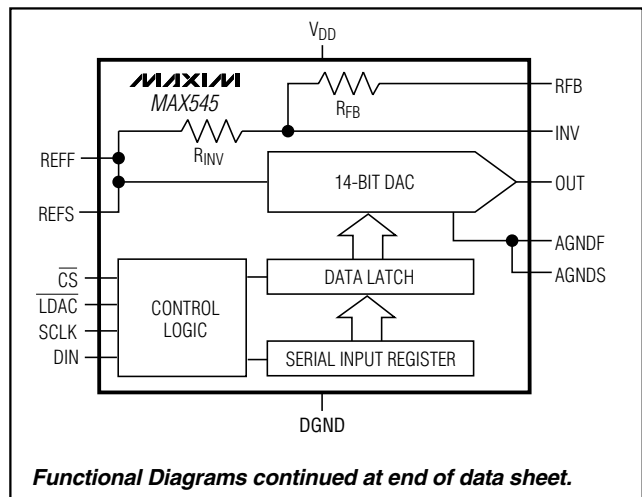 VDD
MAXIM
MAX545
RFB
RFB
INV
RINV
REFF
REFS
14-BIT DAC
OUT
AGNDF
AGNDS
CS
LDAC
SCLK
DIN
CONTROL
LOGIC
DATA LATCH
SERIAL INPUT REGISTER
DGND
Functional Diagrams continued at end of data sheet.